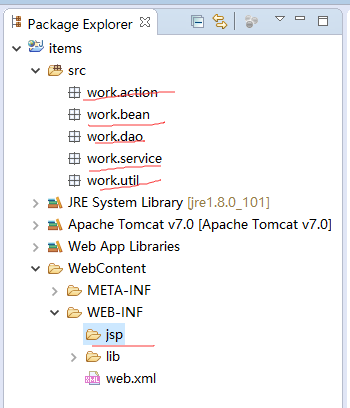 Package Explorer
items
src
work.action
work.bean
work.dao
work.service
work.util
JRE System Library [jre1.8.0_101]
Apache Tomcat v7.0 [Apache Tomcat v7.0]
Web App Libraries
WebContent
META-INF
WEB-INF
jsp
lib
web.xml